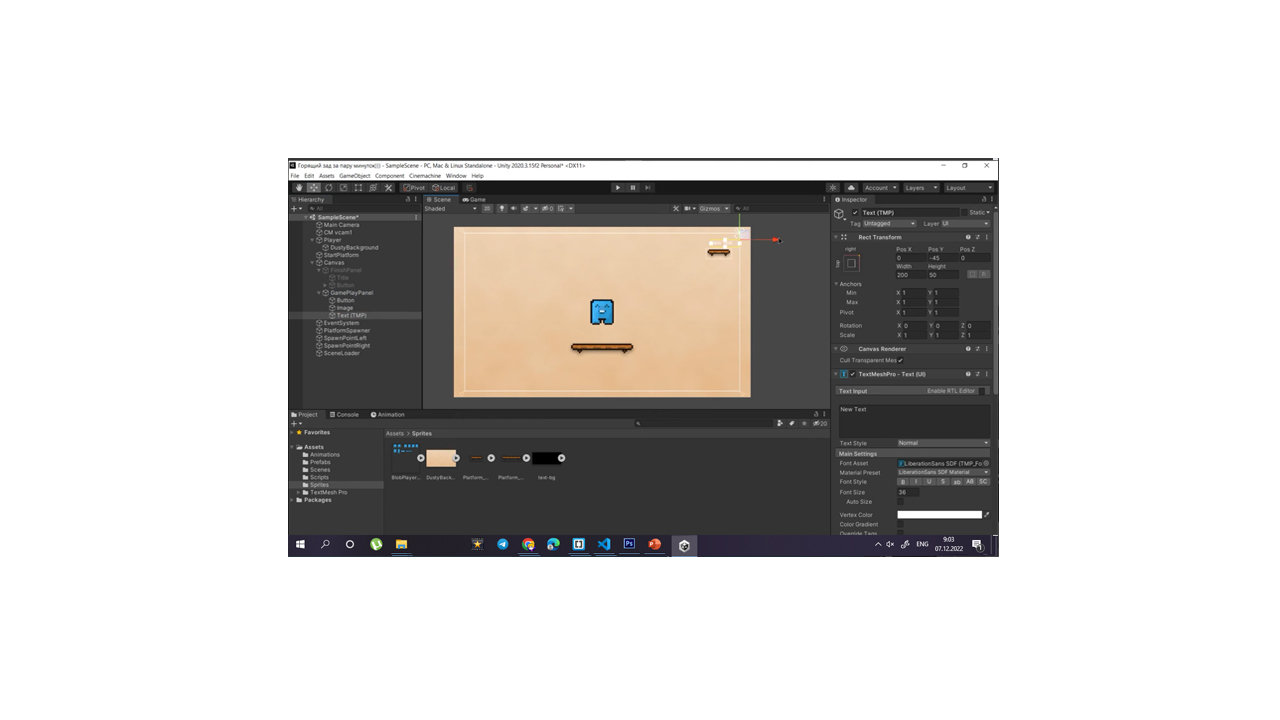 Горящий зад за пару минуток))) - SampleScene - PC, Mac & Linux Standalone - Unity 2020.3.15f2 Personal* <DX11>
File Edit Assets GameObject Component Cinemachine Window Help
Pivot Local Account Layers Layout
Hierarchy
All
SampleScene*
Main Camera
CM vcam1
Player
DustyBackground
StartPlatform
Canvas
FinishPanel
Title
Button
GamePlayPanel
Button
Image
Text (TMP)
EventSystem
PlatformSpawner
SpawnPointLeft
SpawnPointRight
SceneLoader
Scene Game
Shaded 2D Gizmos All
Inspector
Text (TMP) Static
Tag Untagged Layer UI
Rect Transform
right Pos X Pos Y Pos Z
top 0 -45 0
Width Height
200 50 R
Anchors
Min X 1 Y 1
Max X 1 Y 1
Pivot X 1 Y 1
Rotation X 0 Y 0 Z 0
Scale X 1 Y 1 Z 1
Canvas Renderer
Cull Transparent Mes
TextMeshPro - Text (UI)
Text Input Enable RTL Editor
New Text
Text Style Normal
Main Settings
Font Asset LiberationSans SDF (TMP_Fo
Material Preset LiberationSans SDF Material
Font Style B I U S ab AB SC
Font Size 36
Auto Size
Vertex Color
Color Gradient
Override Tags
Project Console Animation
20
Favorites
Assets
Animations
Prefabs
Scenes
Scripts
Sprites
TextMesh Pro
Packages
Assets > Sprites
BlobPlayer... DustyBack... Platform_... Platform_... text-bg
ENG 9:03
07.12.2022